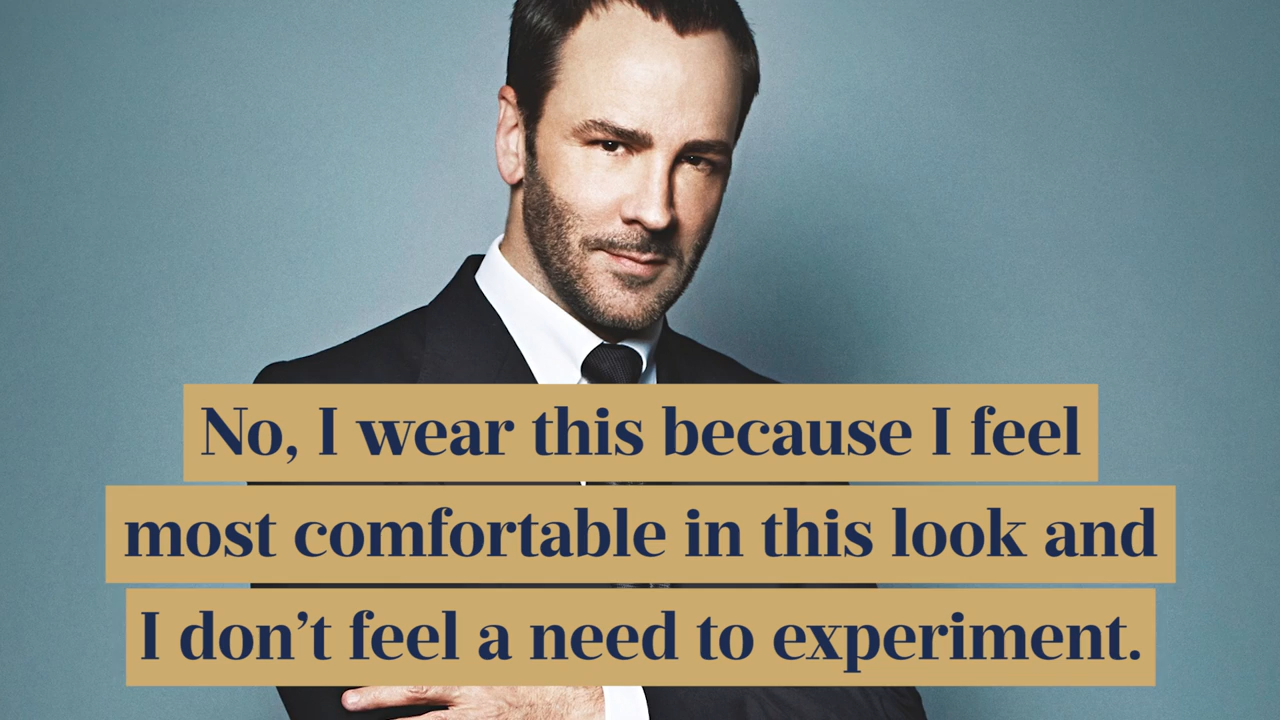 No, I wear this because I feel
most comfortable in this look and
I don’t feel a need to experiment.